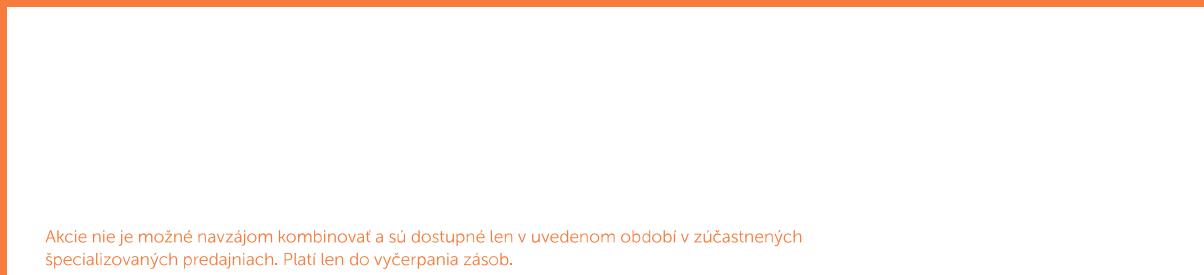 Akcie nie je možné navzájom kombinovať a sú dostupné len v uvedenom období v zúčastnených
špecializovaných predajniach. Platí len do vyčerpania zásob.